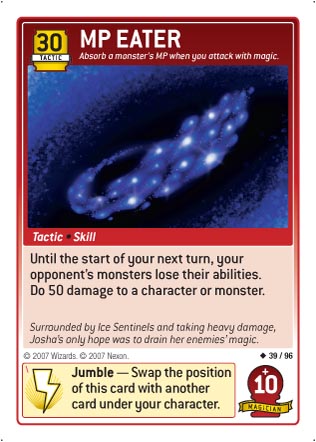 30
TACTIC
MP EATER
Absorb a monster's MP when you attack with magic.
Tactic • Skill
Until the start of your next turn, your
opponent's monsters lose their abilities.
Do 50 damage to a character or monster.
Surrounded by Ice Sentinels and taking heavy damage,
Josha's only hope was to drain her enemies' magic.
© 2007 Wizards. © 2007 Nexon.
◆ 39 / 96
Jumble — Swap the position
of this card with another
card under your character.
+
10
MAGICIAN